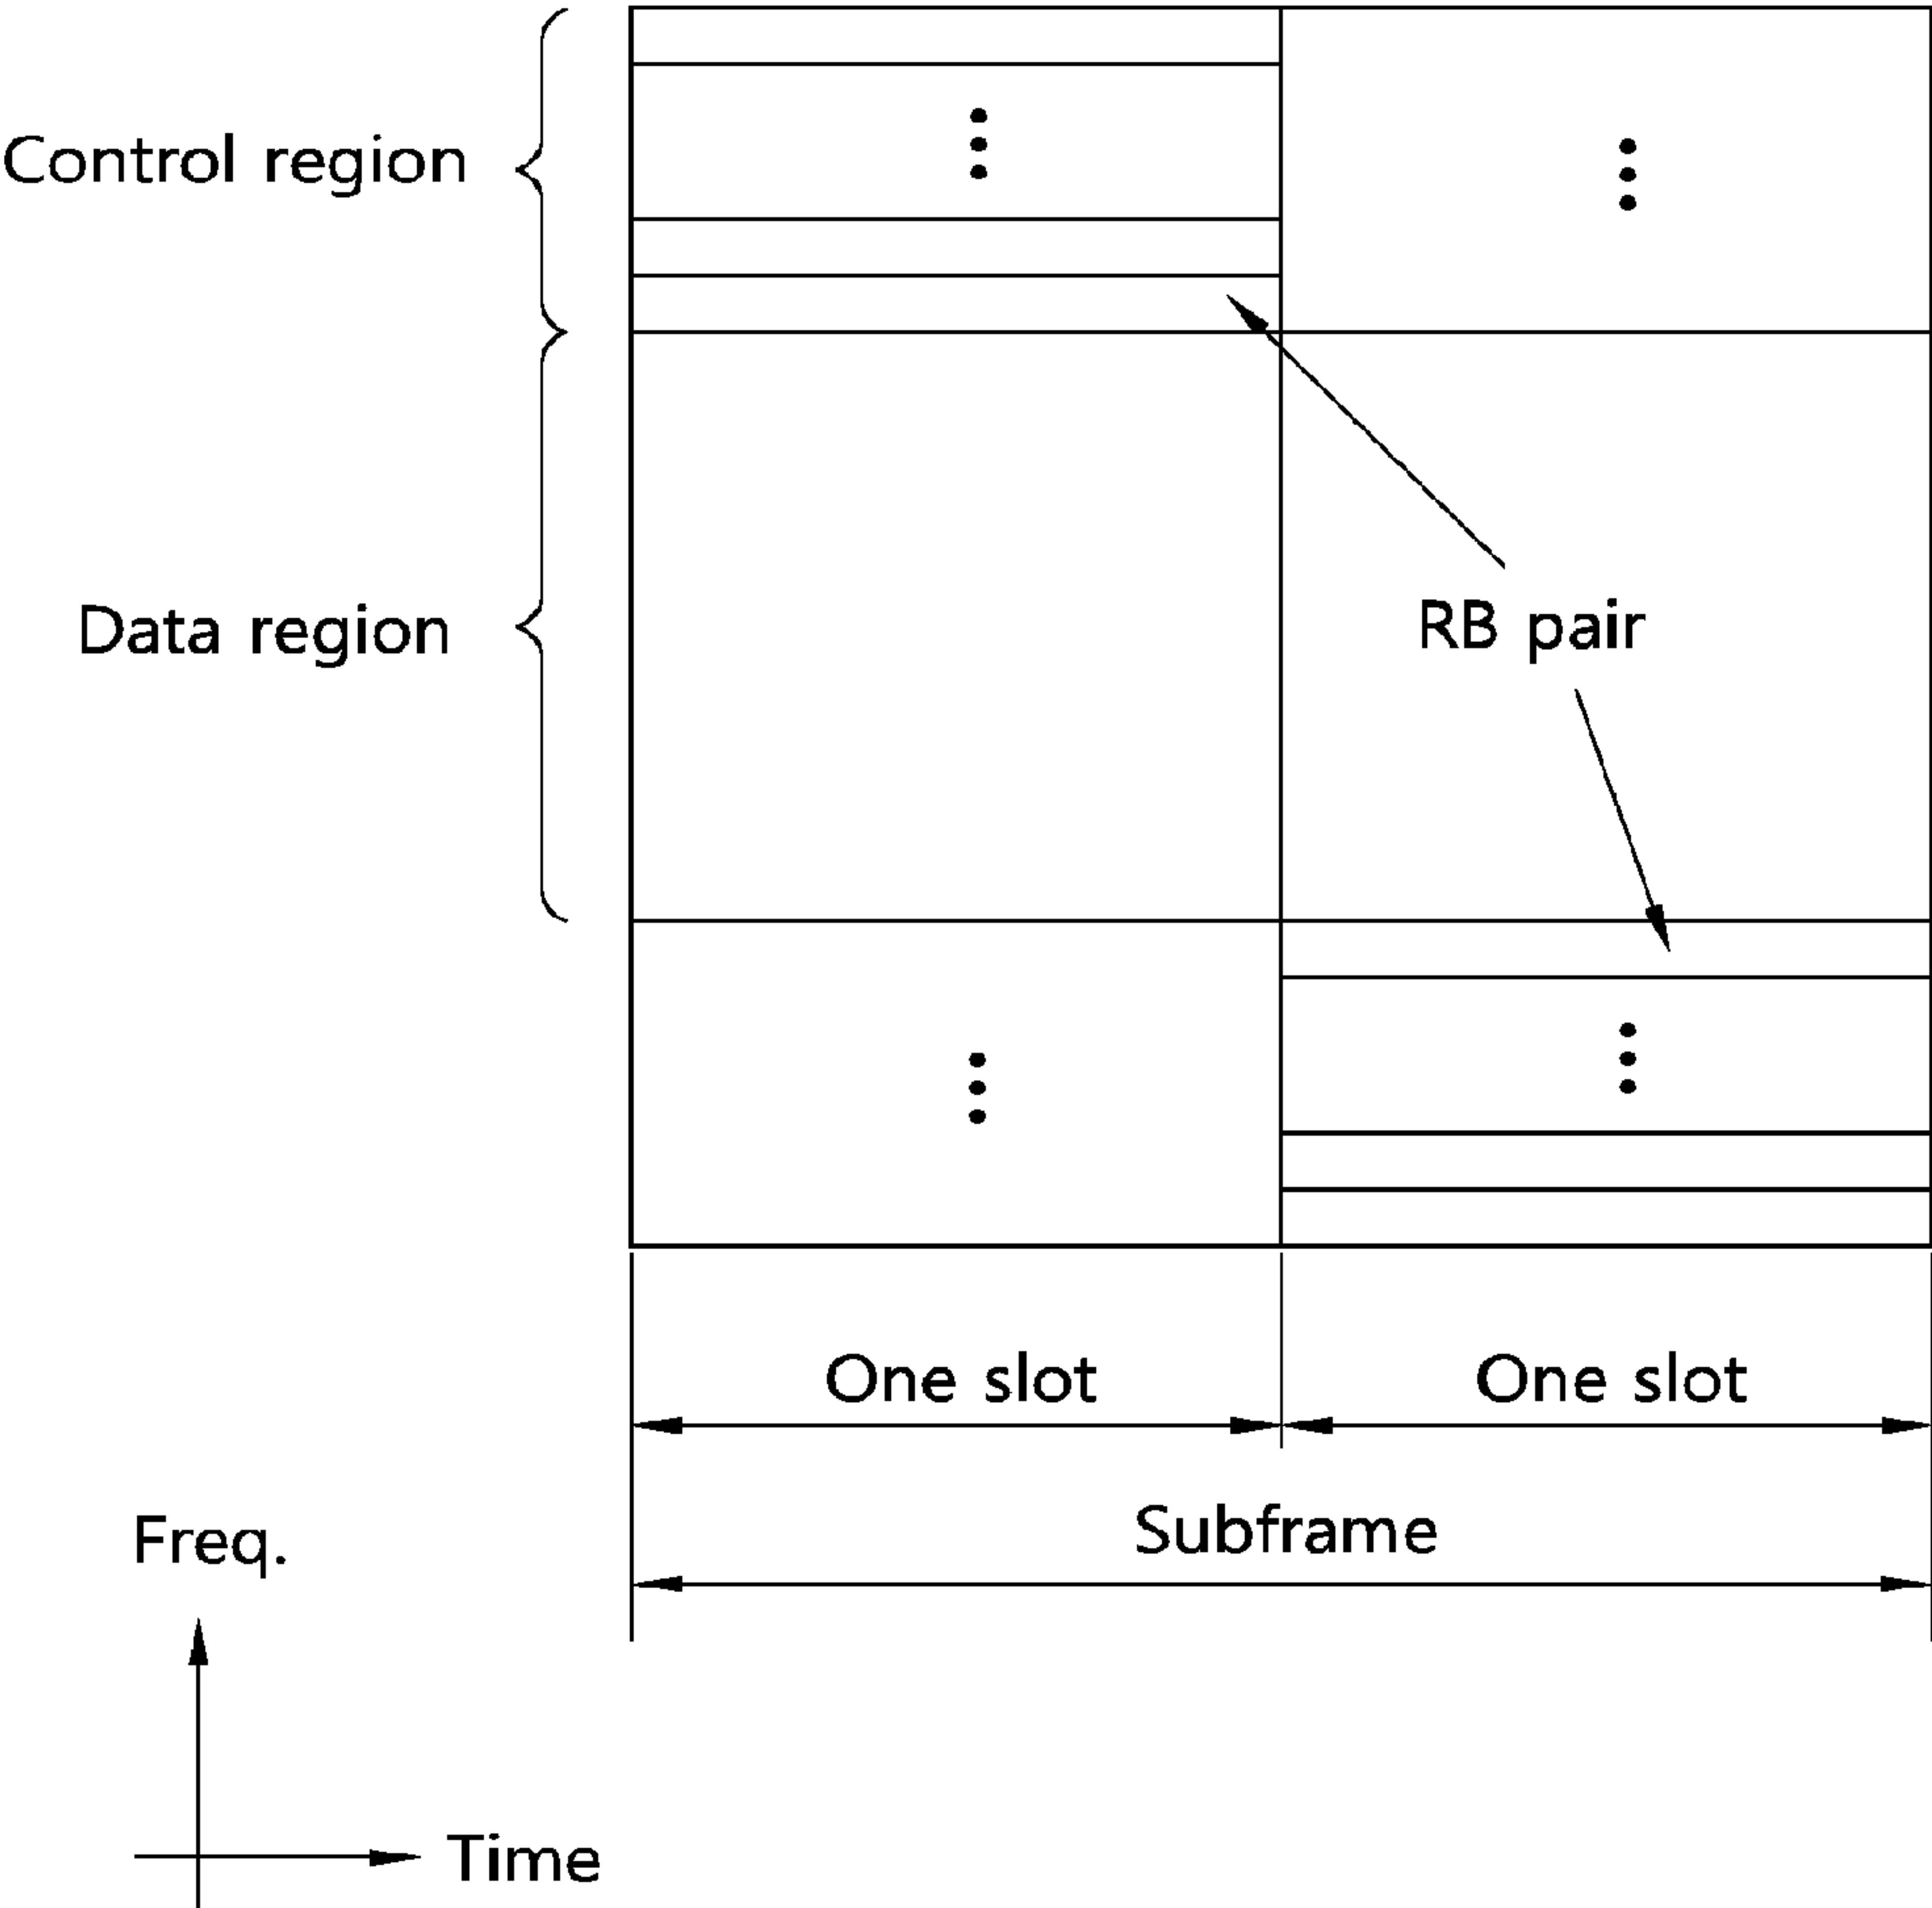 Control region
Data region
RB pair
One slot
One slot
Subframe
Freq.
Time